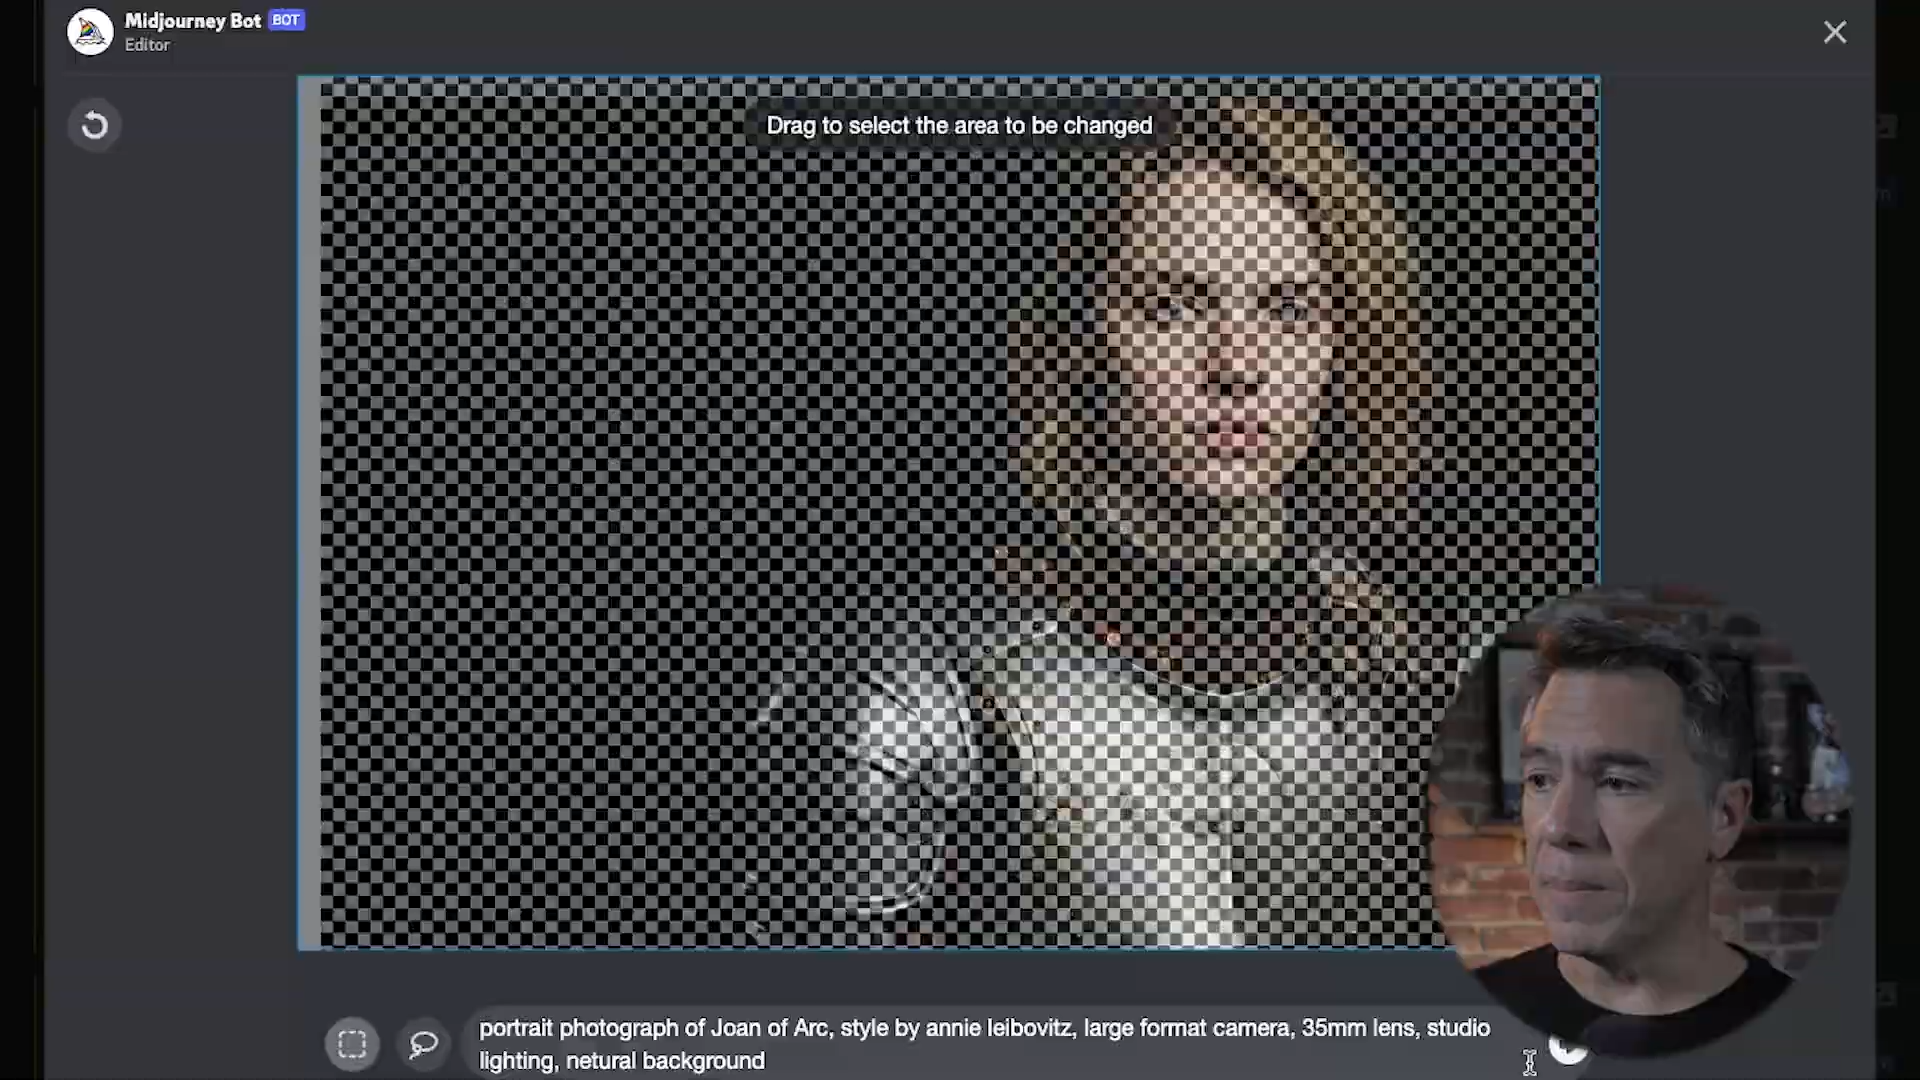 Midjourney Bot BOT
Editor
Drag to select the area to be changed
portrait photograph of Joan of Arc, style by annie leibovitz, large format camera, 35mm lens, studio
lighting, netural background